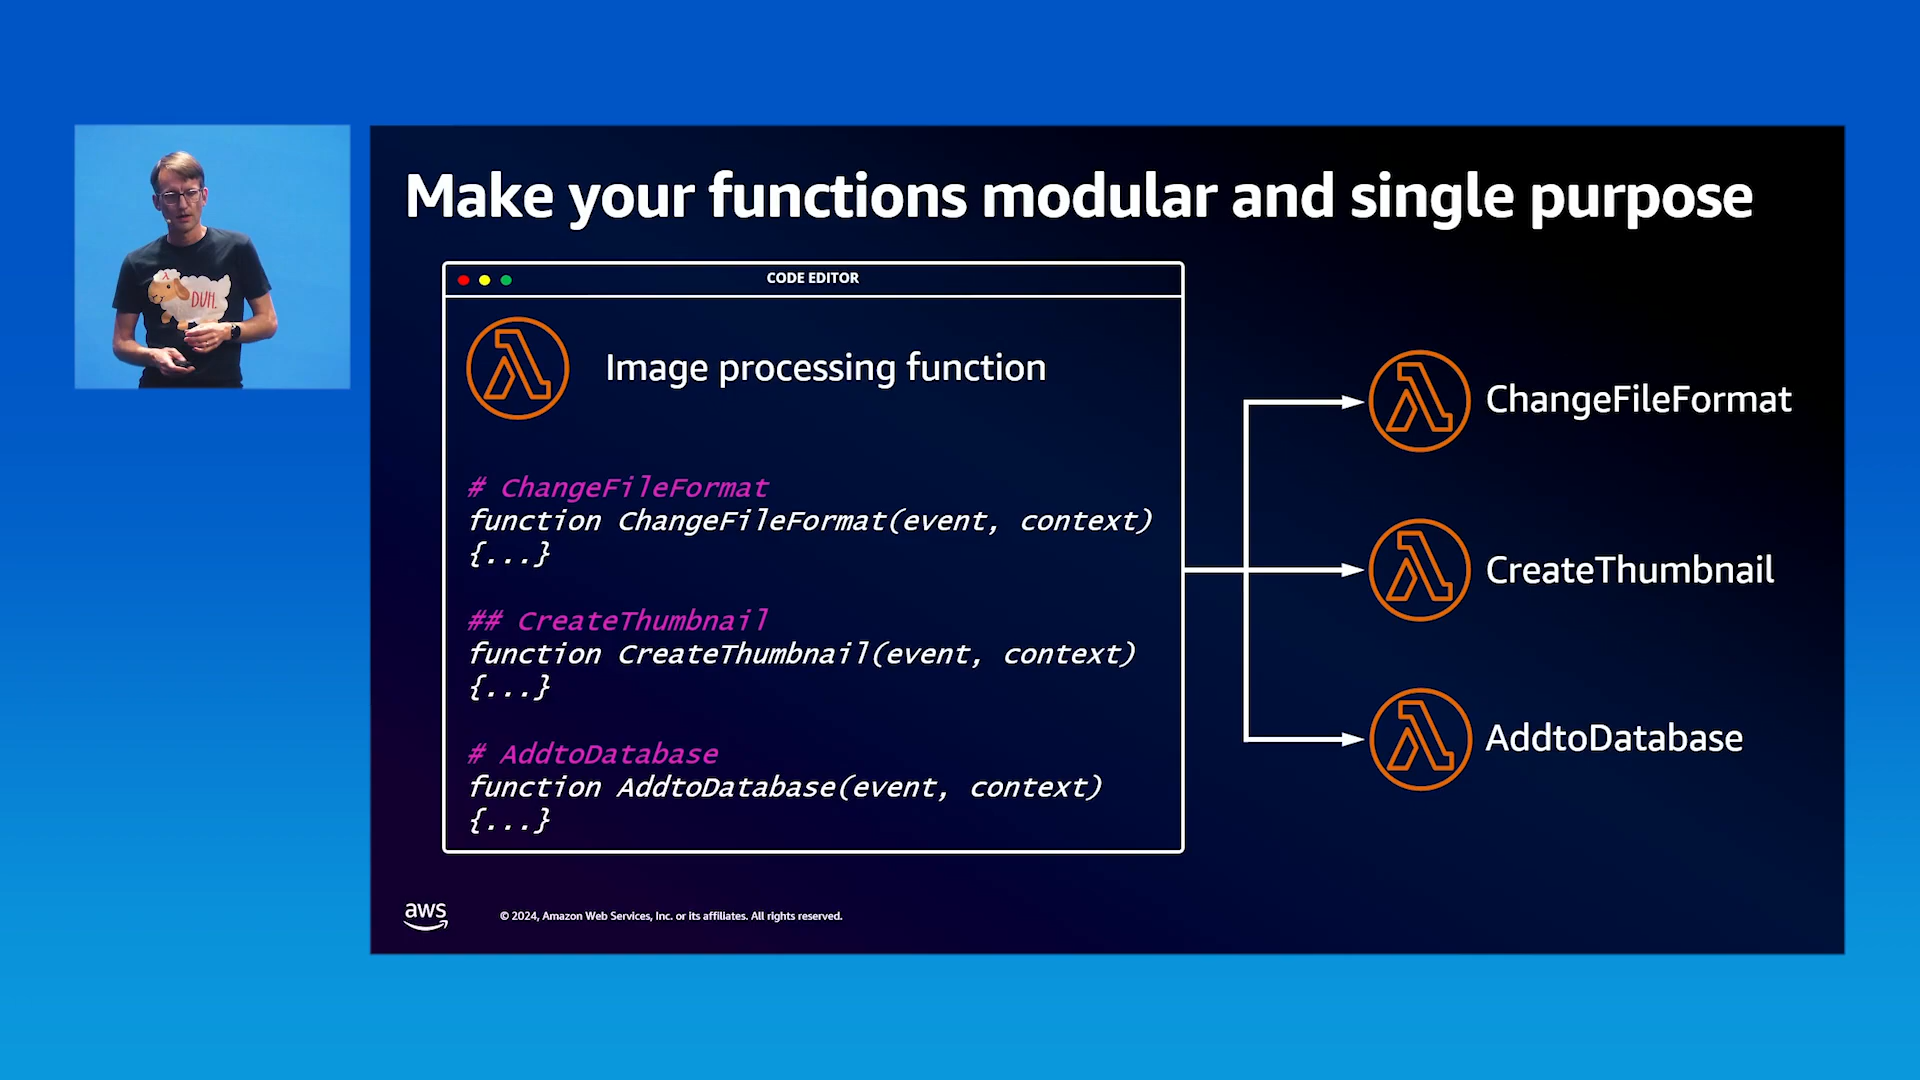 Make your functions modular and single purpose
CODE EDITOR
Image processing function
# ChangeFileFormat
function ChangeFileFormat(event, context)
{...}
## CreateThumbnail
function CreateThumbnail(event, context)
{...}
# AddtoDatabase
function AddtoDatabase(event, context)
{...}
ChangeFileFormat
CreateThumbnail
AddtoDatabase
DUH.
aws
© 2024, Amazon Web Services, Inc. or its affiliates. All rights reserved.